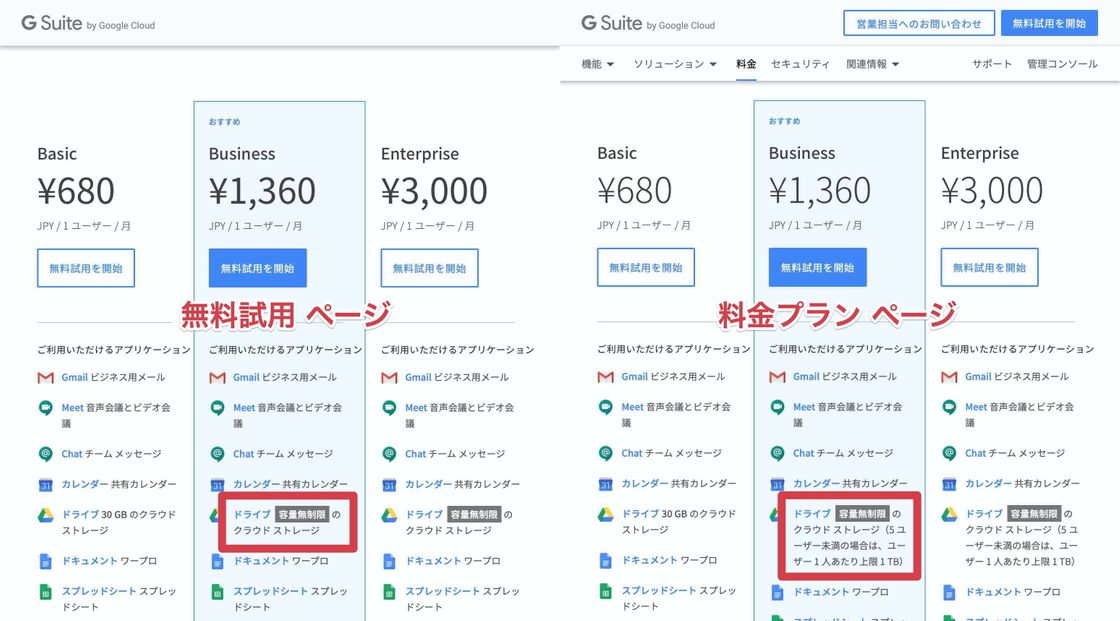 G Suite by Google Cloud
おすすめ
Basic
¥680
JPY / 1 ユーザー / 月
無料試用を開始
Business
¥1,360
JPY / 1 ユーザー / 月
無料試用を開始
Enterprise
¥3,000
JPY / 1 ユーザー / 月
無料試用を開始
無料試用 ページ
ご利用いただけるアプリケーション
Gmail ビジネス用メール
Meet 音声会議とビデオ会
議
Chat チーム メッセージ
31
カレンダー 共有カレンダー
ドライブ 30 GB のクラウド
ストレージ
ドキュメント ワープロ
スプレッドシート スプレッ
ドシート
ご利用いただけるアプリケーション
Gmail ビジネス用メール
Meet 音声会議とビデオ会
議
Chat チーム メッセージ
31
カレンダー 共有カレンダー
ドライブ 容量無制限 の
クラウド ストレージ
ドキュメント ワープロ
スプレッドシート スプレッ
ドシート
ご利用いただけるアプリケーション
Gmail ビジネス用メール
Meet 音声会議とビデオ会
議
Chat チーム メッセージ
31
カレンダー 共有カレンダー
ドライブ 容量無制限 の
クラウド ストレージ
ドキュメント ワープロ
スプレッドシート スプレッ
ドシート
G Suite by Google Cloud
営業担当へのお問い合わせ
無料試用を開始
機能 ソリューション 料金 セキュリティ 関連情報 サポート 管理コンソール
おすすめ
Basic
¥680
JPY / 1 ユーザー / 月
無料試用を開始
Business
¥1,360
JPY / 1 ユーザー / 月
無料試用を開始
Enterprise
¥3,000
JPY / 1 ユーザー / 月
無料試用を開始
料金プラン ページ
ご利用いただけるアプリケーション
Gmail ビジネス用メール
Meet 音声会議とビデオ会
議
Chat チーム メッセージ
31
カレンダー 共有カレンダー
ドライブ 30 GB のクラウド
ストレージ
ドキュメント ワープロ
スプレッドシート スプレッ
ドシート
ご利用いただけるアプリケーション
Gmail ビジネス用メール
Meet 音声会議とビデオ会
議
Chat チーム メッセージ
31
カレンダー 共有カレンダー
ドライブ 容量無制限 の
クラウド ストレージ（5 ユ
ーザー未満の場合は、ユー
ザー 1 人あたり上限 1 TB）
ドキュメント ワープロ
ご利用いただけるアプリケーション
Gmail ビジネス用メール
Meet 音声会議とビデオ会
議
Chat チーム メッセージ
31
カレンダー 共有カレンダー
ドライブ 容量無制限 の
クラウド ストレージ（5 ユ
ーザー未満の場合は、ユー
ザー 1 人あたり上限 1 TB）
ドキュメント ワープロ